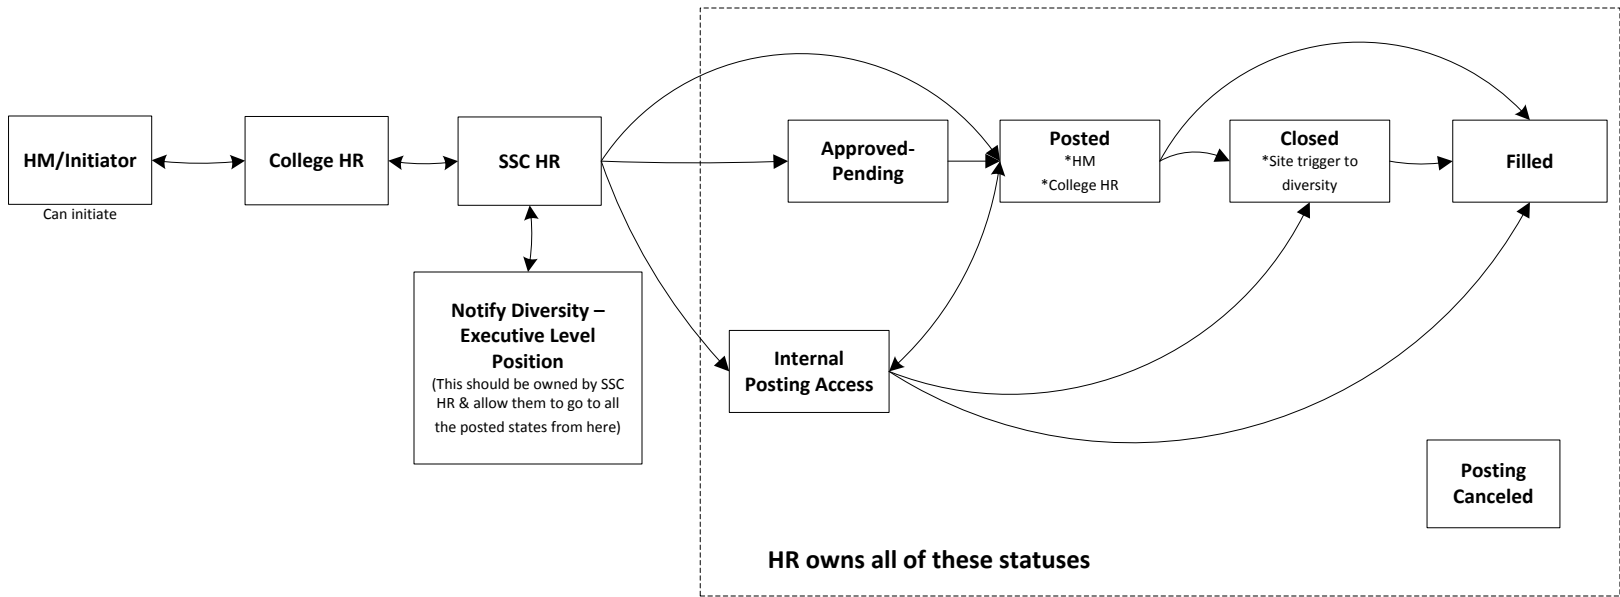 HM/Initiator
Can initiate
College HR
SSC HR
Notify Diversity –
Executive Level
Position
(This should be owned by SSC
HR & allow them to go to all
the posted states from here)
Approved-
Pending
Posted
*HM
*College HR
Closed
*Site trigger to
diversity
Filled
Internal
Posting Access
Posting
Canceled
HR owns all of these statuses